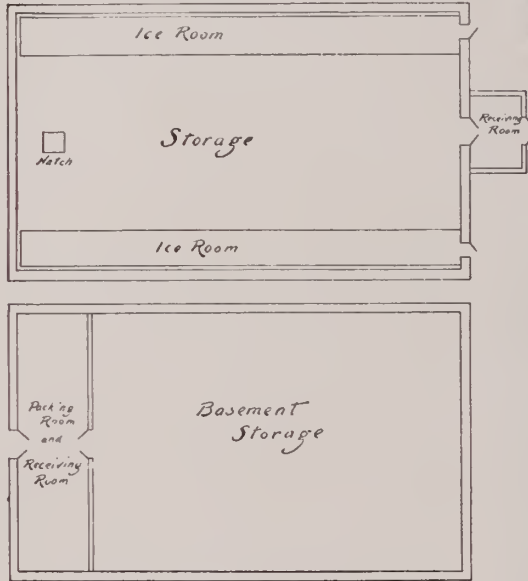 Ice Room
Storage
Hatch
Receiving
Room
Ice Room
Packing
Room
and
Receiving
Room
Basement
Storage